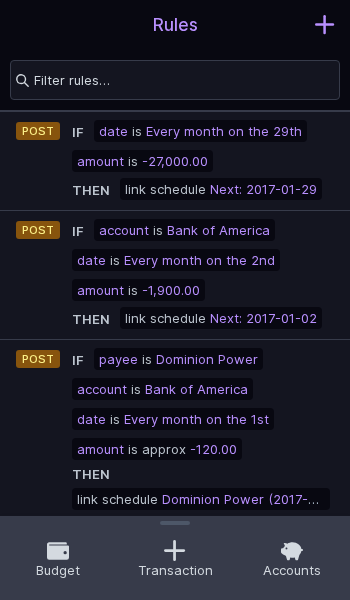 Rules
Filter rules…
POST IF date is Every month on the 29th
amount is -27,000.00
THEN link schedule Next: 2017-01-29
POST IF account is Bank of America
date is Every month on the 2nd
amount is -1,900.00
THEN link schedule Next: 2017-01-02
POST IF payee is Dominion Power
account is Bank of America
date is Every month on the 1st
amount is approx -120.00
THEN
link schedule Dominion Power (2017-…
Budget Transaction Accounts